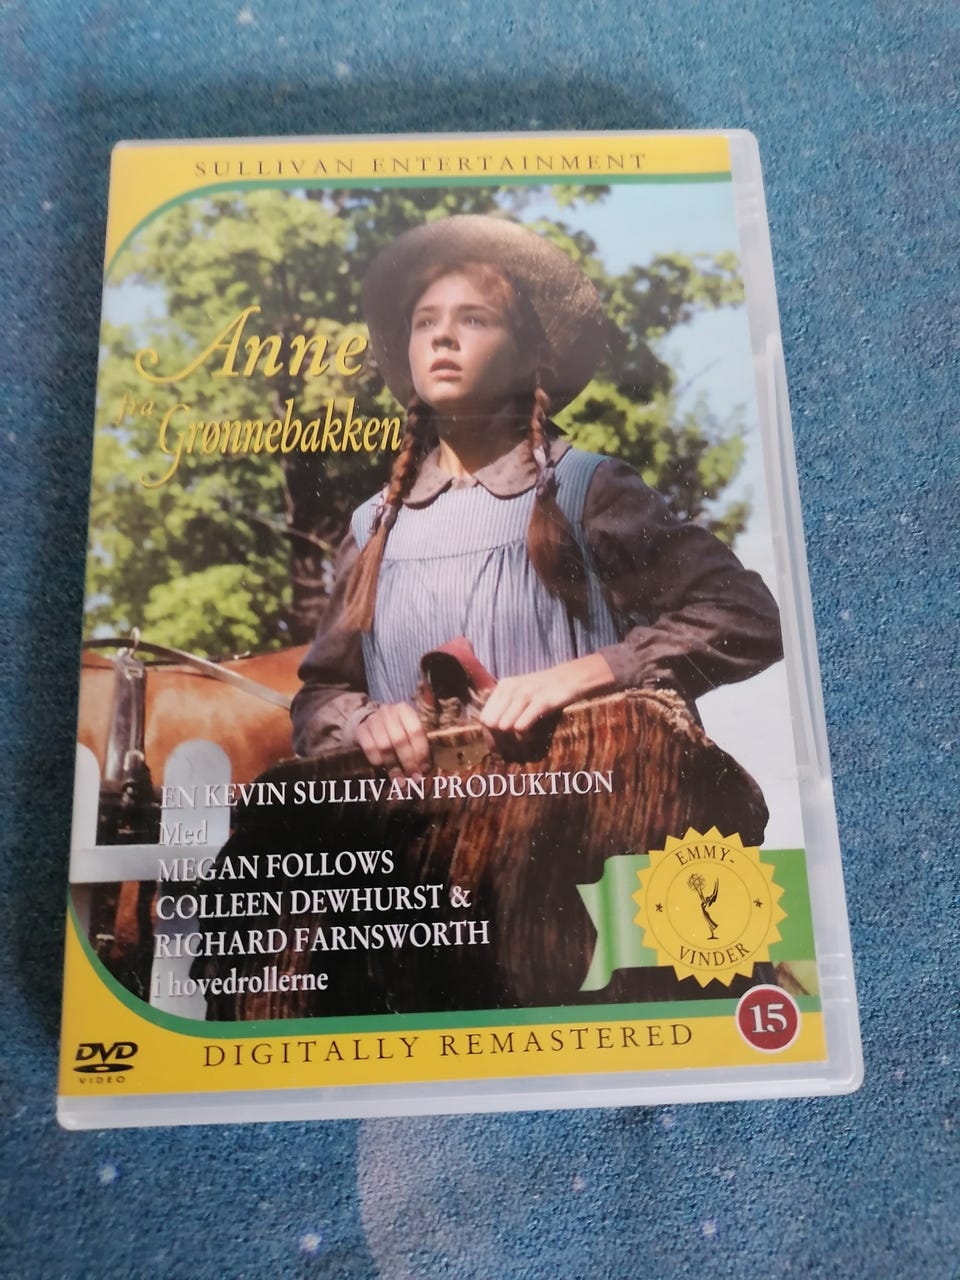 SULLIVAN ENTERTAINMENT
Anne
fra
Grønnebakken
EN KEVIN SULLIVAN PRODUKTION
Med
MEGAN FOLLOWS
COLLEEN DEWHURST &
RICHARD FARNSWORTH
i hovedrollerne
EMMY-
VINDER
15
DVD
VIDEO
DIGITALLY REMASTERED